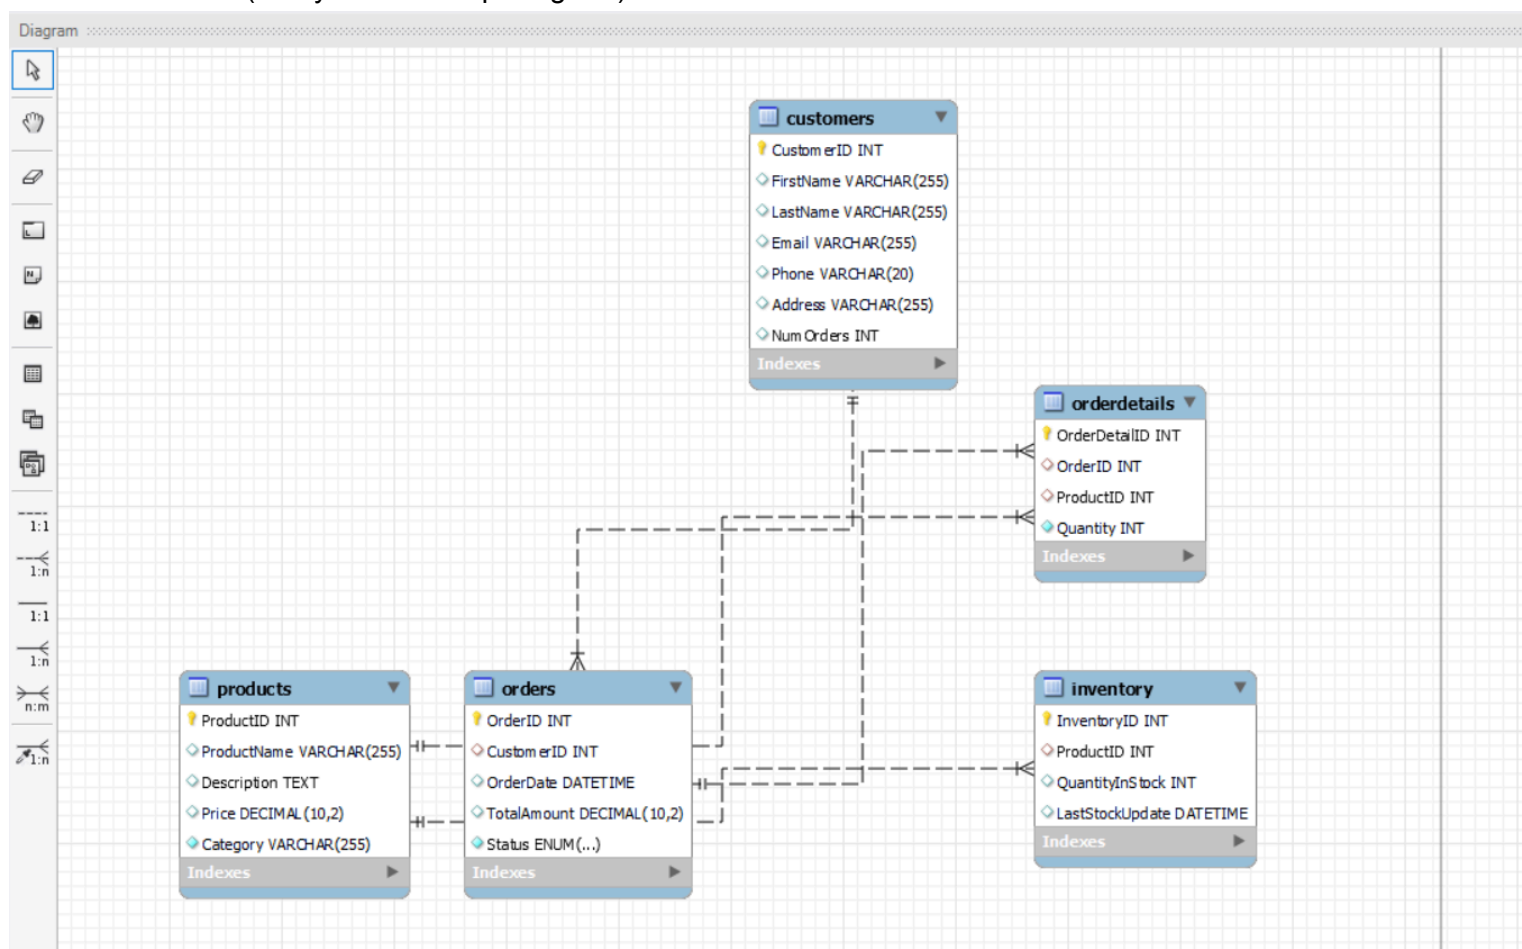 Diagram
customers
CustomerID INT
FirstName VARCHAR(255)
LastName VARCHAR(255)
Email VARCHAR(255)
Phone VARCHAR(20)
Address VARCHAR(255)
NumOrders INT
Indexes
orderdetails
OrderDetailID INT
OrderID INT
ProductID INT
Quantity INT
Indexes
1:1
1:n
1:1
1:n
n:m
1:n
products
ProductID INT
ProductName VARCHAR(255)
Description TEXT
Price DECIMAL(10,2)
Category VARCHAR(255)
Indexes
orders
OrderID INT
CustomerID INT
OrderDate DATETIME
TotalAmount DECIMAL(10,2)
Status ENUM(...)
Indexes
inventory
InventoryID INT
ProductID INT
QuantityInStock INT
LastStockUpdate DATETIME
Indexes